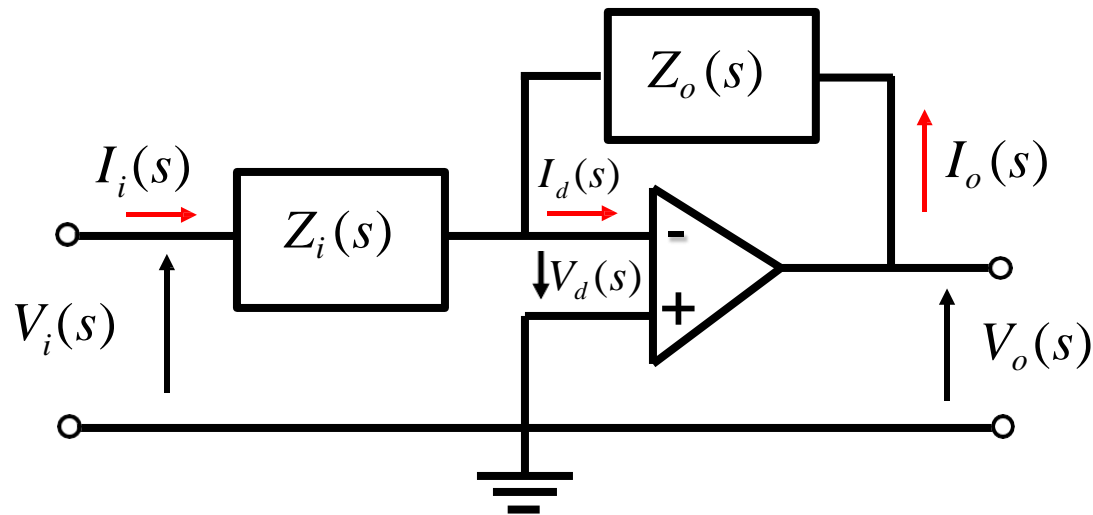 Z_o(s)
I_i(s)
I_d(s)
I_o(s)
Z_i(s)
-
V_d(s)
+
V_i(s)
V_o(s)